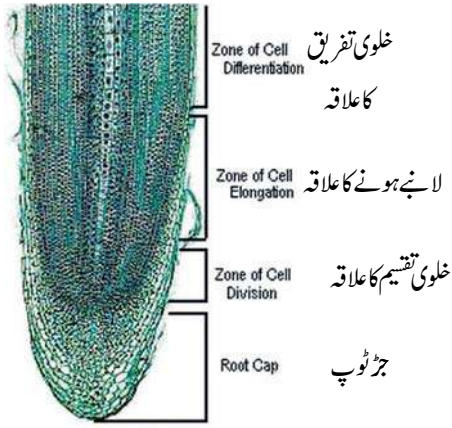 Zone of Cell
Differentiation
خلوی تفریق
کا علاقہ
Zone of Cell
Elongation
لانبے ہونے کا علاقہ
Zone of Cell
Division
خلوی تقسیم کا علاقہ
Root Cap
جڑ ٹوپ